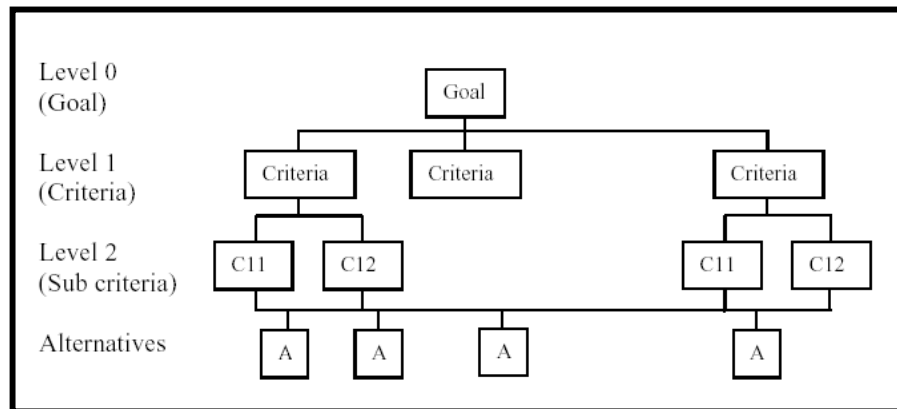 Level 0
(Goal)
Goal
Level 1
(Criteria)
Criteria
Criteria
Criteria
Level 2
(Sub criteria)
C11
C12
C11
C12
Alternatives
A
A
A
A